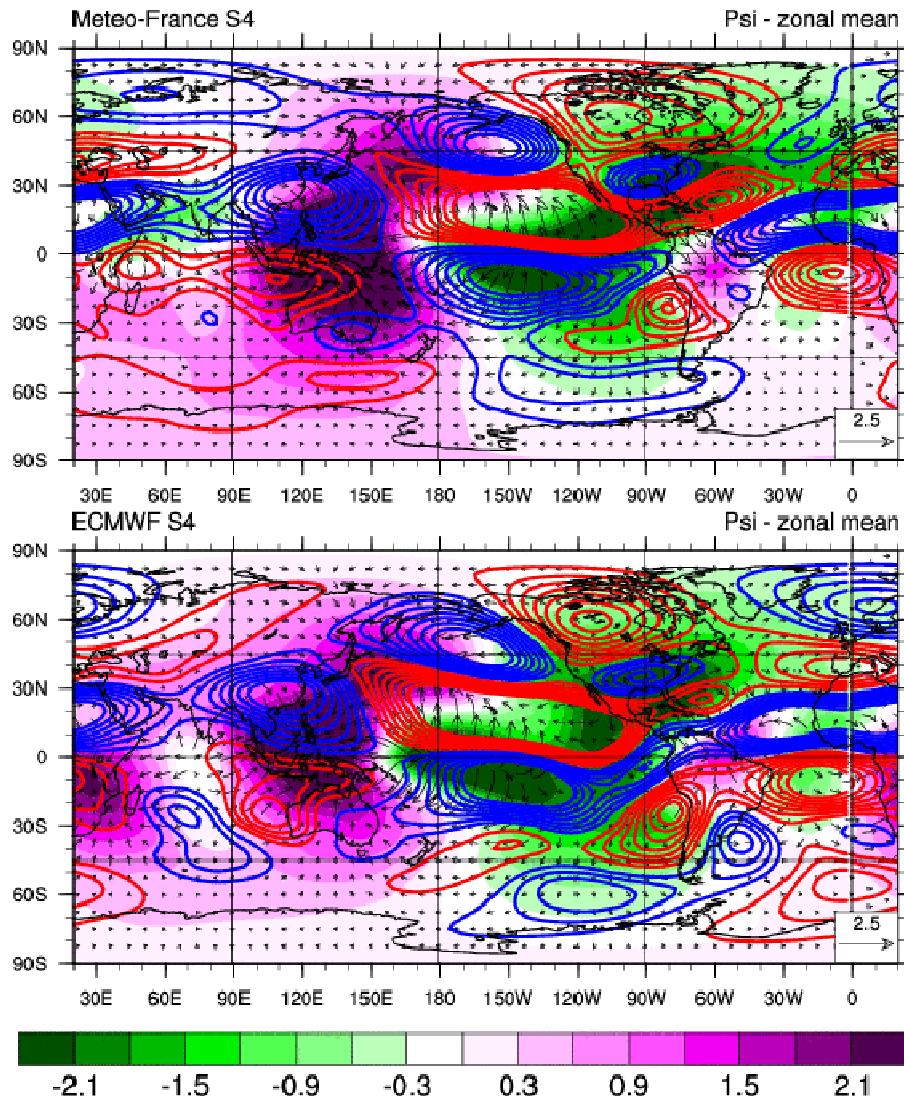 Meteo-France S4 Psi - zonal mean
90N
60N
30N
0
30S
60S
90S
2.5
30E 60E 90E 120E 150E 180 150W 120W 90W 60W 30W 0
ECMWF S4 Psi - zonal mean
90N
60N
30N
0
30S
60S
90S
2.5
30E 60E 90E 120E 150E 180 150W 120W 90W 60W 30W 0
-2.1 -1.5 -0.9 -0.3 0.3 0.9 1.5 2.1